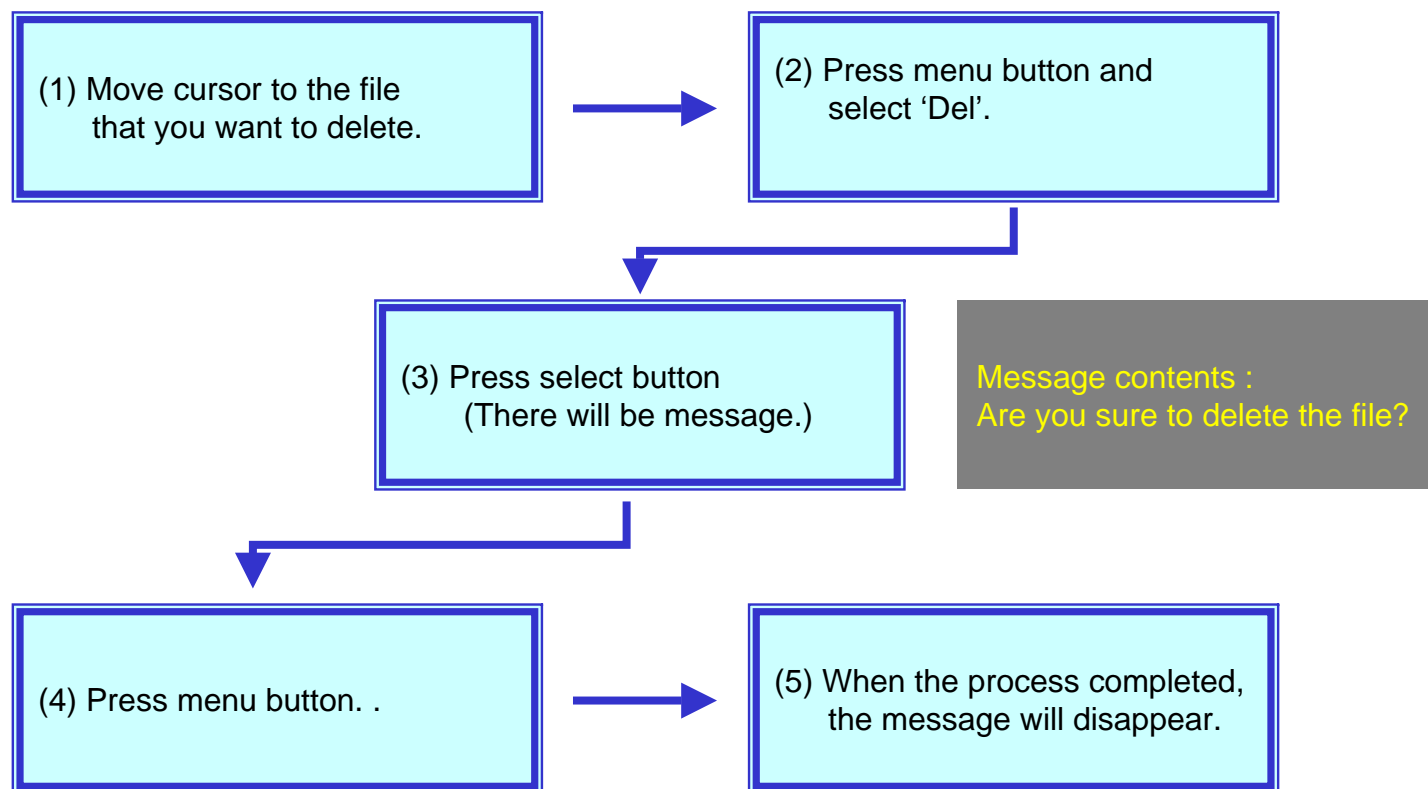 (1) Move cursor to the file
that you want to delete.
(2) Press menu button and
select ‘Del’.
(3) Press select button
(There will be message.)
Message contents :
Are you sure to delete the file?
(4) Press menu button. .
(5) When the process completed,
the message will disappear.